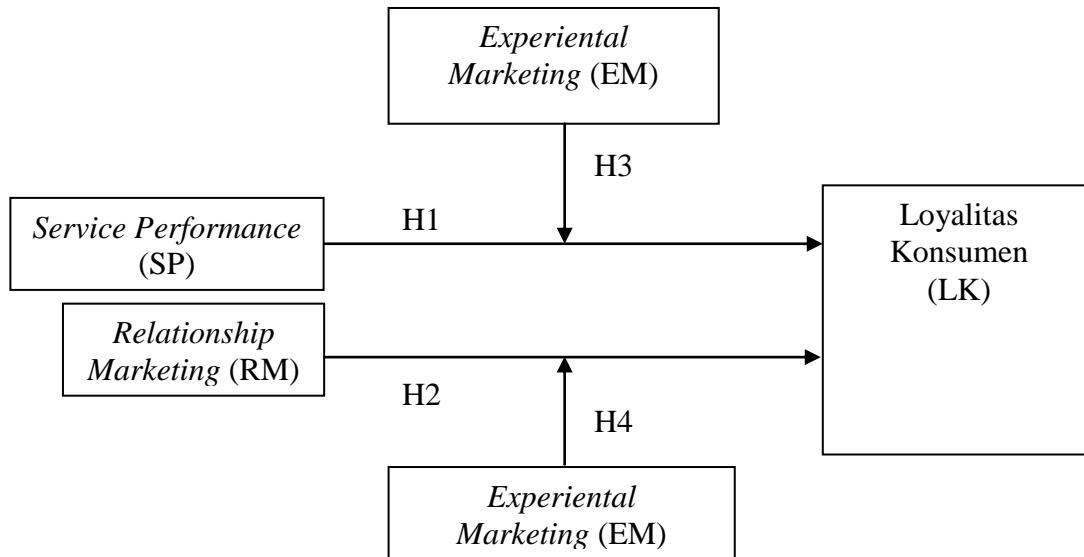 Experiental
Marketing (EM)
H3
Service Performance
(SP)
H1
Loyalitas
Konsumen
(LK)
Relationship
Marketing (RM)
H2
H4
Experiental
Marketing (EM)